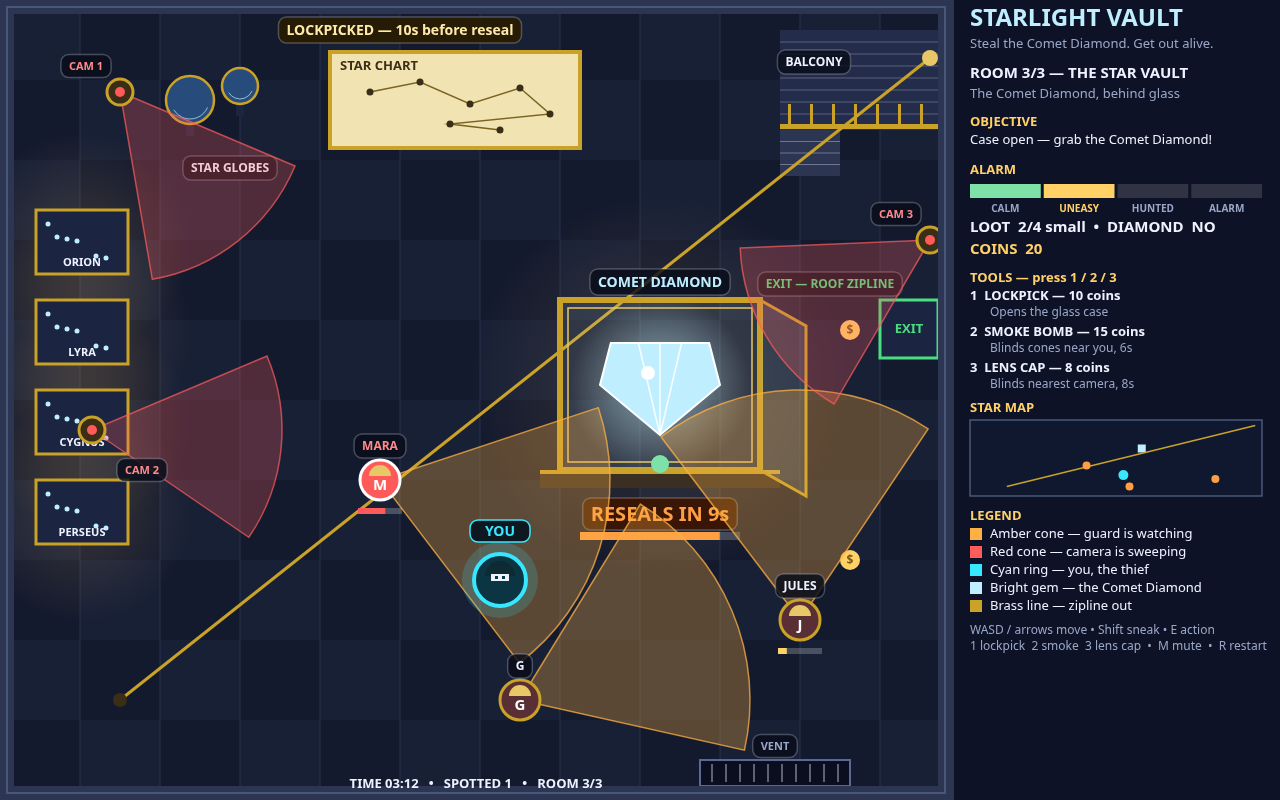 LOCKPICKED — 10s before reseal
STAR CHART
CAM 1
BALCONY
STAR GLOBES
CAM 3
ORION
COMET DIAMOND
EXIT — ROOF ZIPLINE
$
EXIT
LYRA
CYGNUS
CAM 2
MARA
M
RESEALS IN 9s
YOU
PERSEUS
$
JULES
J
G
G
VENT
TIME 03:12 • SPOTTED 1 • ROOM 3/3
STARLIGHT VAULT
Steal the Comet Diamond. Get out alive.
ROOM 3/3 — THE STAR VAULT
The Comet Diamond, behind glass
OBJECTIVE
Case open — grab the Comet Diamond!
ALARM
CALM UNEASY HUNTED ALARM
LOOT 2/4 small • DIAMOND NO
COINS 20
TOOLS — press 1 / 2 / 3
1 LOCKPICK — 10 coins
Opens the glass case
2 SMOKE BOMB — 15 coins
Blinds cones near you, 6s
3 LENS CAP — 8 coins
Blinds nearest camera, 8s
STAR MAP
LEGEND
Amber cone — guard is watching
Red cone — camera is sweeping
Cyan ring — you, the thief
Bright gem — the Comet Diamond
Brass line — zipline out
WASD / arrows move • Shift sneak • E action
1 lockpick 2 smoke 3 lens cap • M mute • R restart